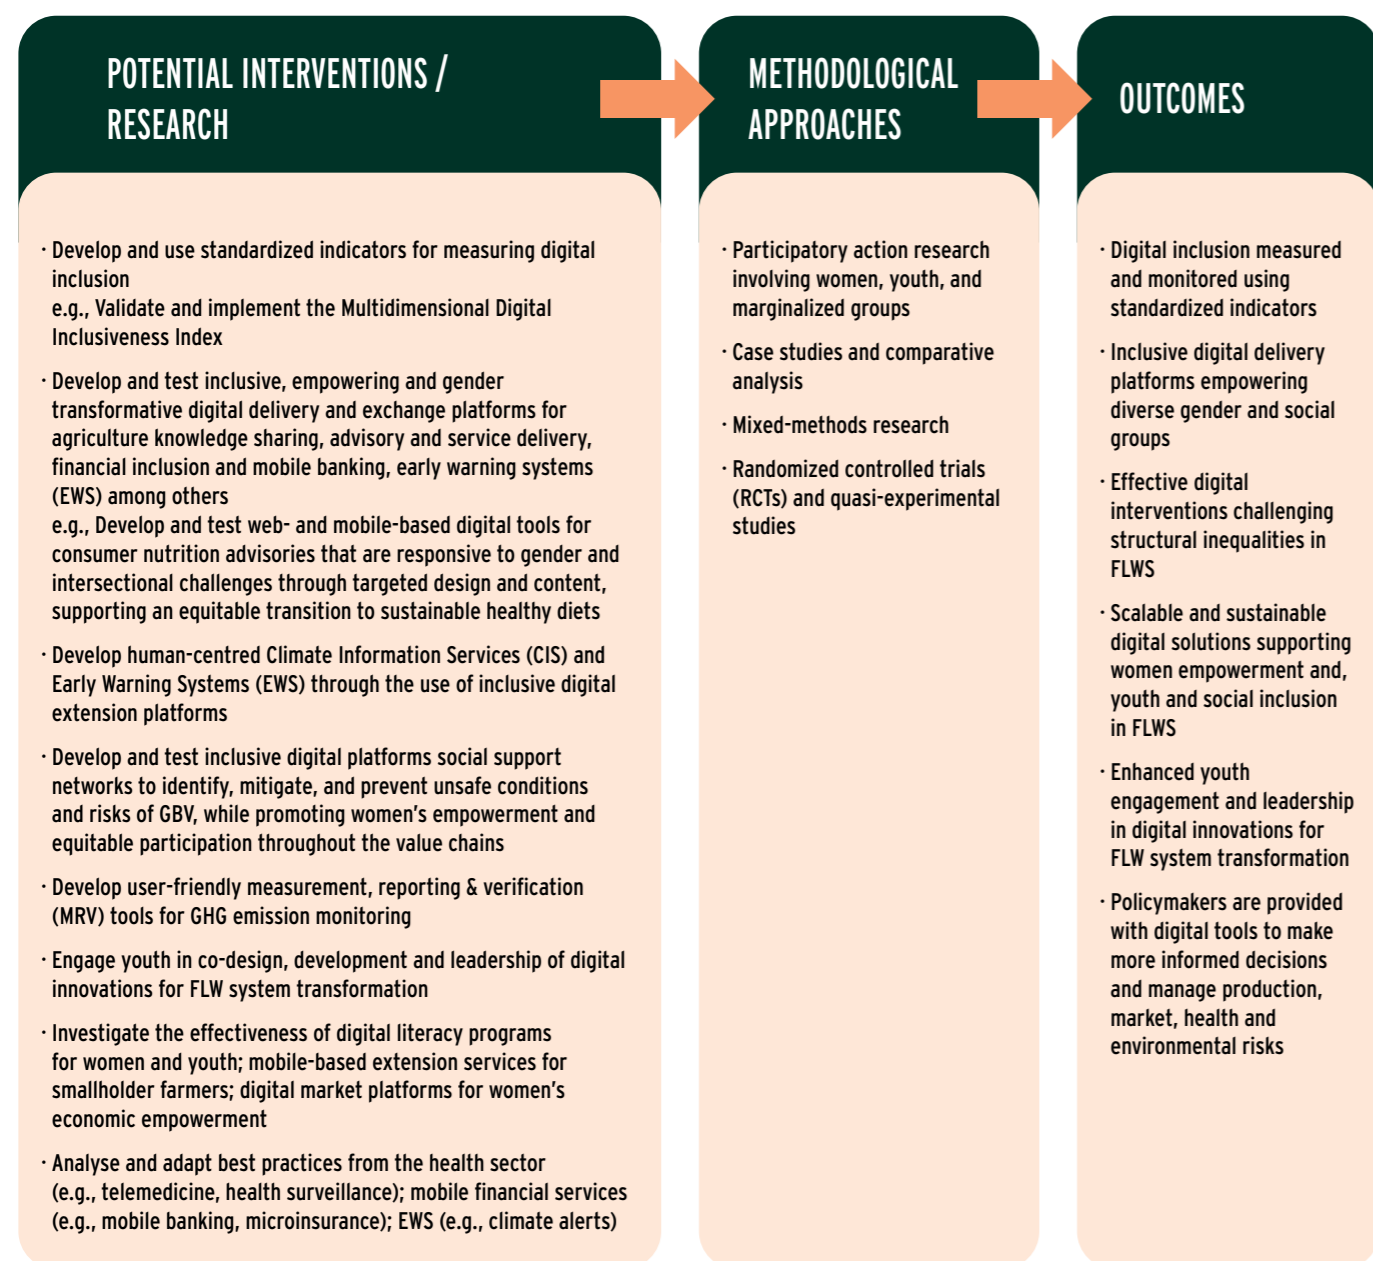 POTENTIAL INTERVENTIONS /
RESEARCH
· Develop and use standardized indicators for measuring digital
inclusion
e.g., Validate and implement the Multidimensional Digital
Inclusiveness Index
· Develop and test inclusive, empowering and gender
transformative digital delivery and exchange platforms for
agriculture knowledge sharing, advisory and service delivery,
financial inclusion and mobile banking, early warning systems
(EWS) among others
e.g., Develop and test web- and mobile-based digital tools for
consumer nutrition advisories that are responsive to gender and
intersectional challenges through targeted design and content,
supporting an equitable transition to sustainable healthy diets
· Develop human-centred Climate Information Services (CIS) and
Early Warning Systems (EWS) through the use of inclusive digital
extension platforms
· Develop and test inclusive digital platforms social support
networks to identify, mitigate, and prevent unsafe conditions
and risks of GBV, while promoting women’s empowerment and
equitable participation throughout the value chains
· Develop user-friendly measurement, reporting & verification
(MRV) tools for GHG emission monitoring
· Engage youth in co-design, development and leadership of digital
innovations for FLW system transformation
· Investigate the effectiveness of digital literacy programs
for women and youth; mobile-based extension services for
smallholder farmers; digital market platforms for women’s
economic empowerment
· Analyse and adapt best practices from the health sector
(e.g., telemedicine, health surveillance); mobile financial services
(e.g., mobile banking, microinsurance); EWS (e.g., climate alerts)
METHODOLOGICAL
APPROACHES
· Participatory action research
involving women, youth, and
marginalized groups
· Case studies and comparative
analysis
· Mixed-methods research
· Randomized controlled trials
(RCTs) and quasi-experimental
studies
OUTCOMES
· Digital inclusion measured
and monitored using
standardized indicators
· Inclusive digital delivery
platforms empowering
diverse gender and social
groups
· Effective digital
interventions challenging
structural inequalities in
FLWS
· Scalable and sustainable
digital solutions supporting
women empowerment and,
youth and social inclusion
in FLWS
· Enhanced youth
engagement and leadership
in digital innovations for
FLW system transformation
· Policymakers are provided
with digital tools to make
more informed decisions
and manage production,
market, health and
environmental risks